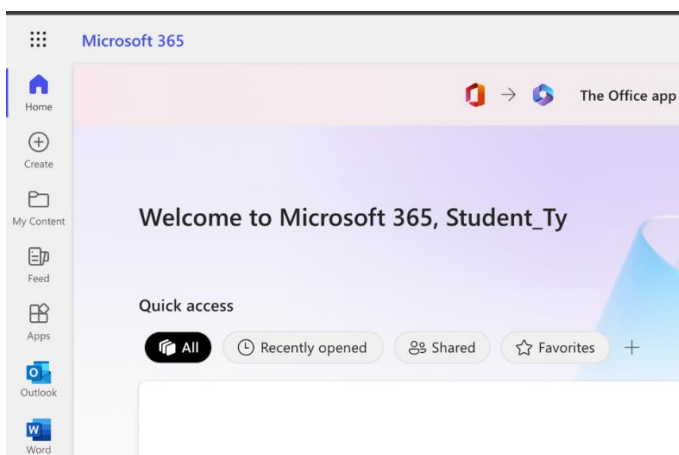 Microsoft 365
The Office app
Home
Create
My Content
Feed
Apps
Outlook
Word
Welcome to Microsoft 365, Student_Ty
Quick access
All Recently opened Shared Favorites